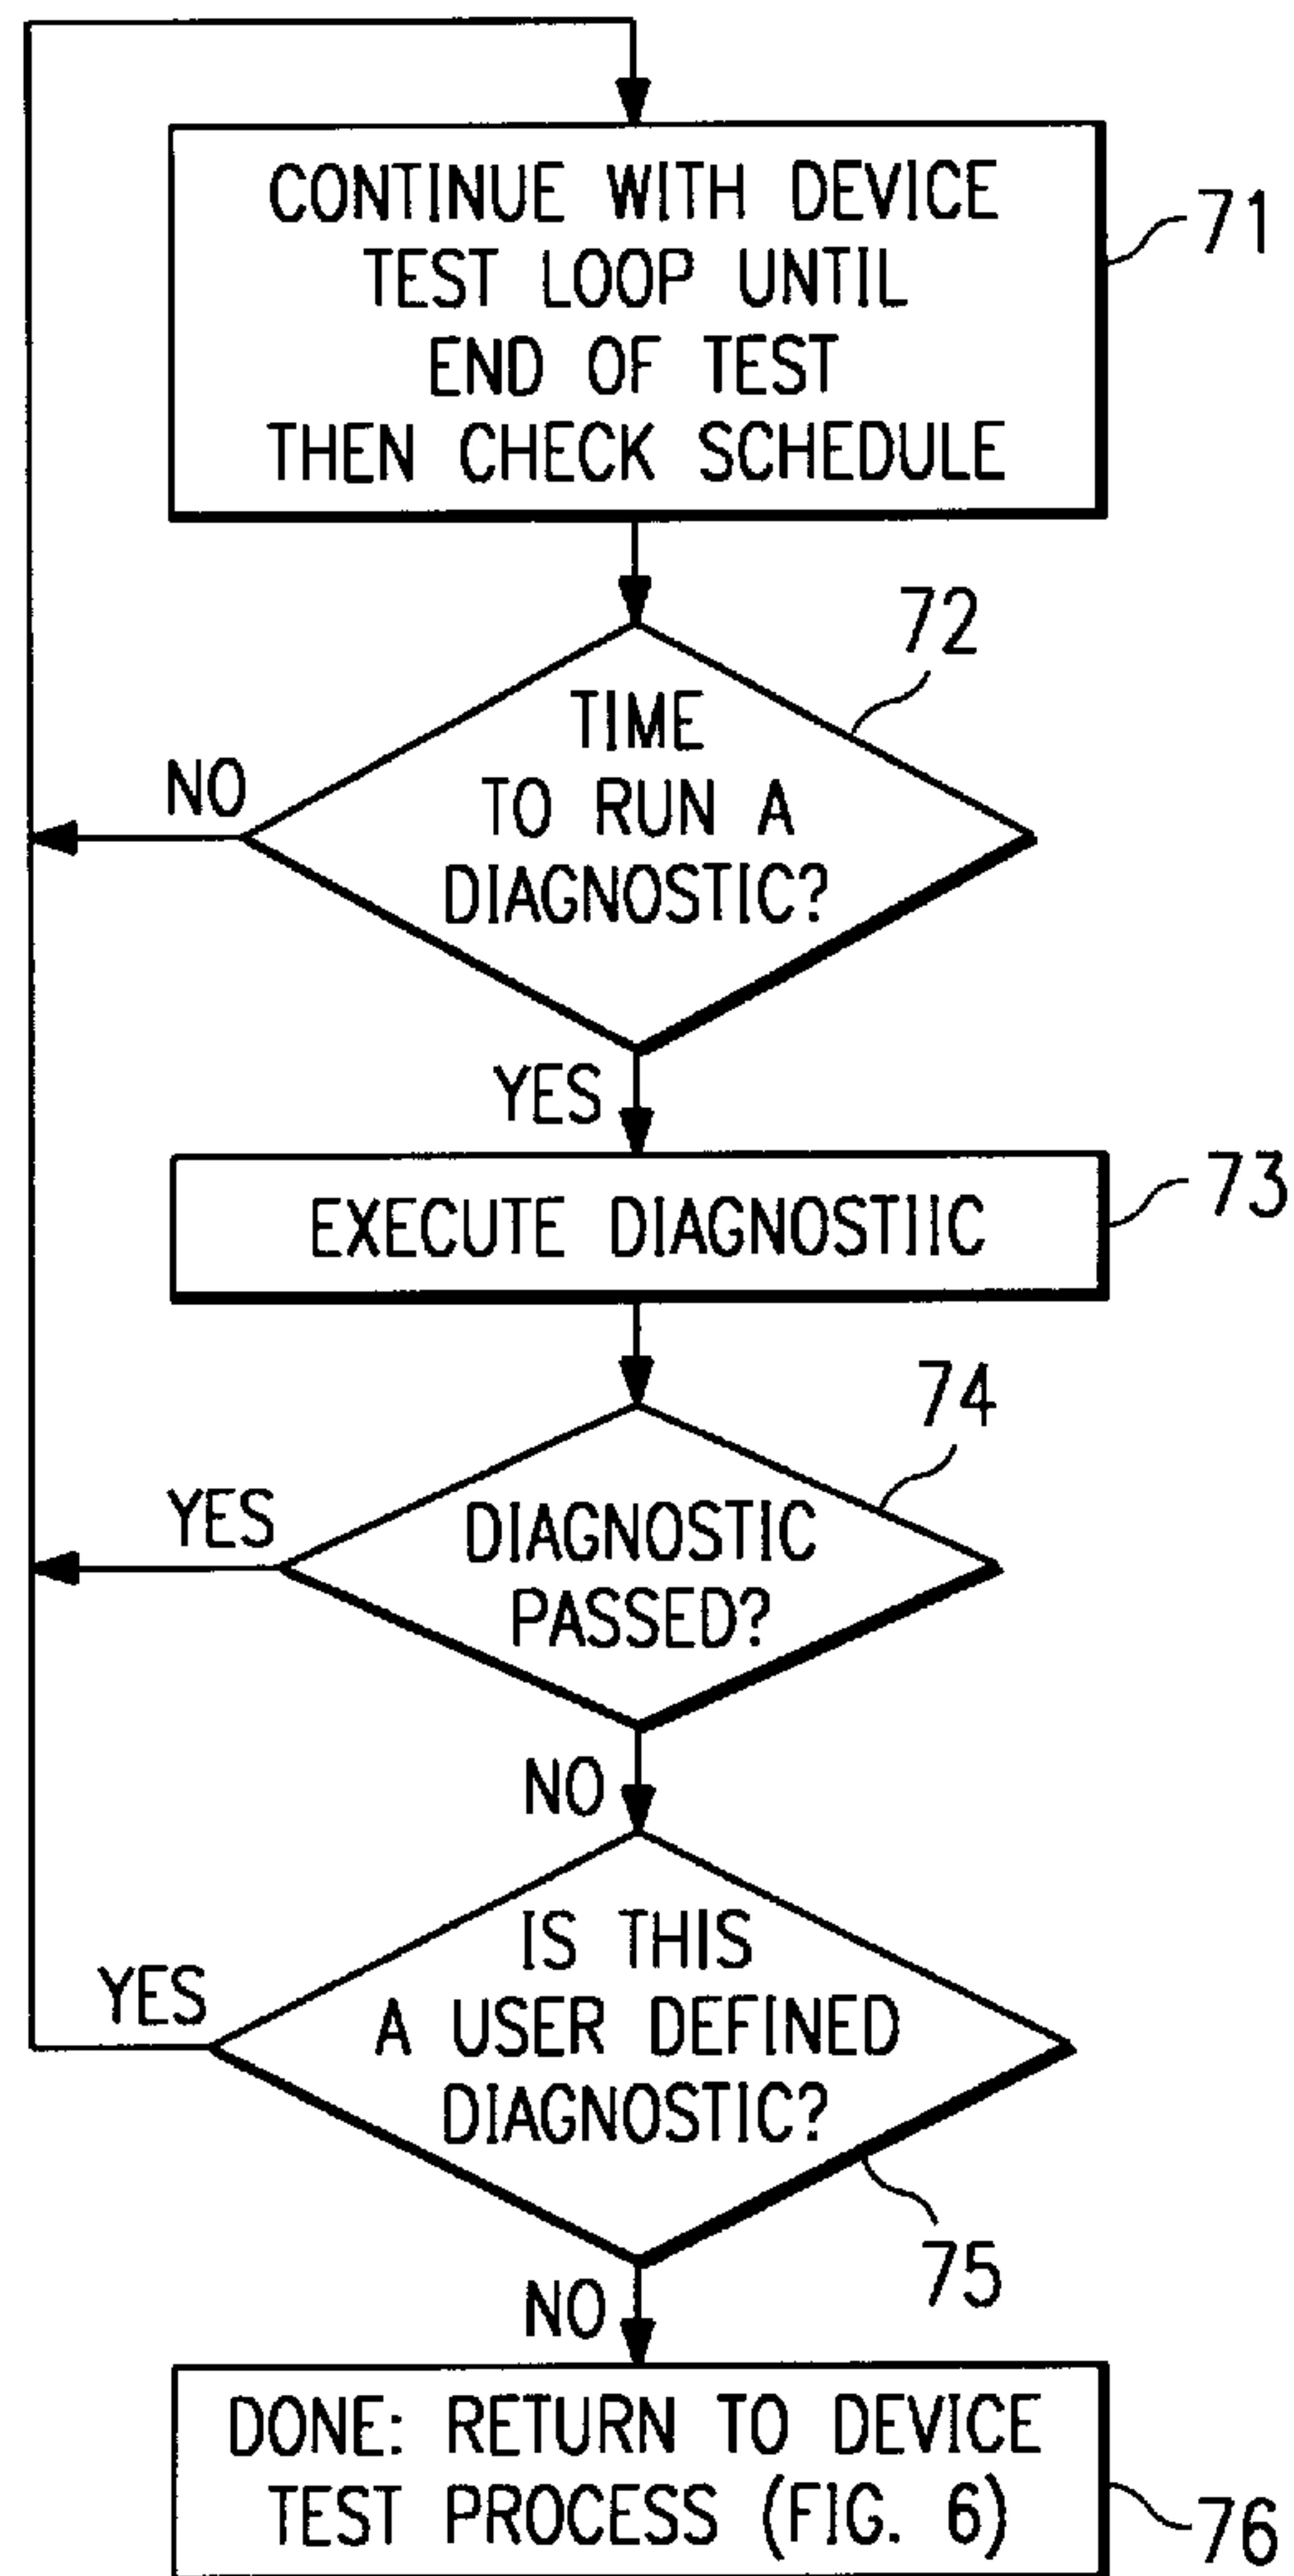 CONTINUE WITH DEVICE
TEST LOOP UNTIL
END OF TEST
THEN CHECK SCHEDULE
71
72
TIME
TO RUN A
DIAGNOSTIC?
NO
YES
EXECUTE DIAGNOSTIIC
73
74
DIAGNOSTIC
PASSED?
YES
NO
IS THIS
A USER DEFINED
DIAGNOSTIC?
YES
75
NO
DONE: RETURN TO DEVICE
TEST PROCESS (FIG. 6)
76